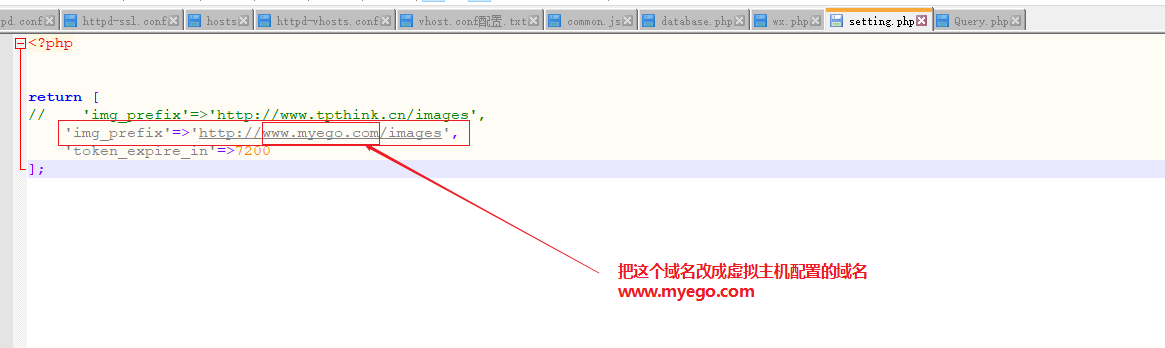 pd.conf httpd-ssl.conf hosts httpd-vhosts.conf vhost.conf配置.txt common.js database.php wx.php setting.php Query.php
<?php
return [
//    'img_prefix'=>'http://www.tpthink.cn/images',
'img_prefix'=>'http://www.myego.com/images',
'token_expire_in'=>7200
];
把这个域名改成虚拟主机配置的域名
www.myego.com